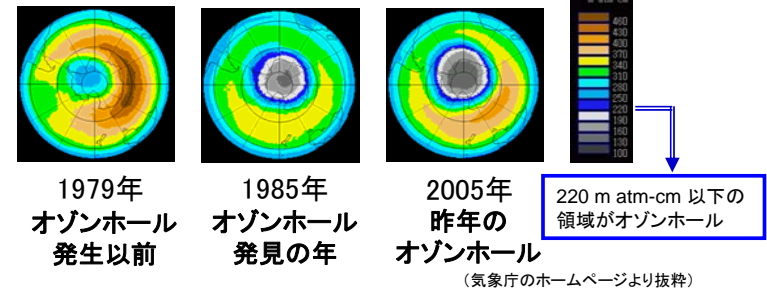 m atm-cm
460
430
400
370
340
310
280
250
220
190
160
130
100
1979年
オゾンホール
発生以前
1985年
オゾンホール
発見の年
2005年
昨年の
オゾンホール
220 m atm-cm 以下の
領域がオゾンホール
（気象庁のホームページより抜粋）